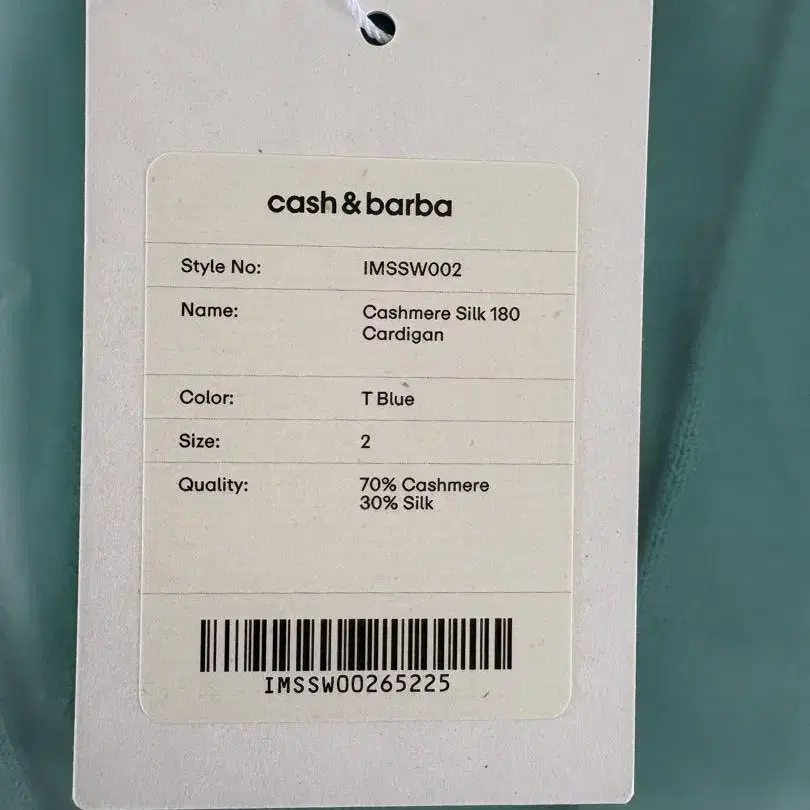 cash & barba
Style No: IMSSW002
Name: Cashmere Silk 180
Cardigan
Color: T Blue
Size: 2
Quality: 70% Cashmere
30% Silk
IMSSW00265225